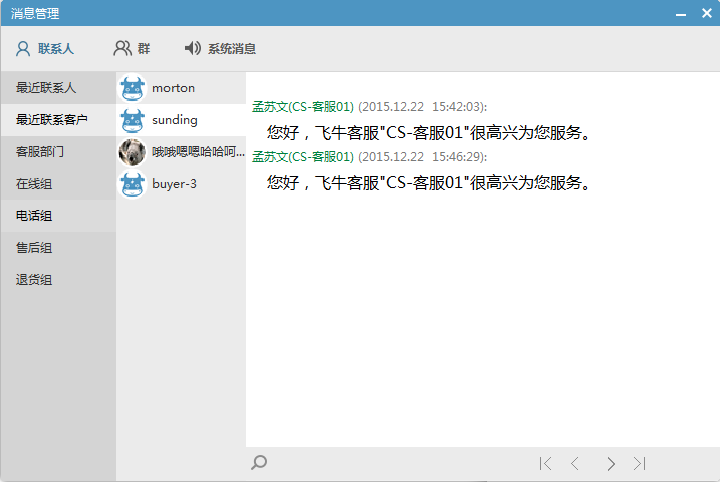 消息管理
联系人
群
系统消息
最近联系人
最近联系客户
客服部门
在线组
电话组
售后组
退货组
morton
sunding
哦哦嗯嗯哈哈呵...
buyer-3
孟苏文(CS-客服01) (2015.12.22 15:42:03):
您好，飞牛客服"CS-客服01"很高兴为您服务。
孟苏文(CS-客服01) (2015.12.22 15:46:29):
您好，飞牛客服"CS-客服01"很高兴为您服务。